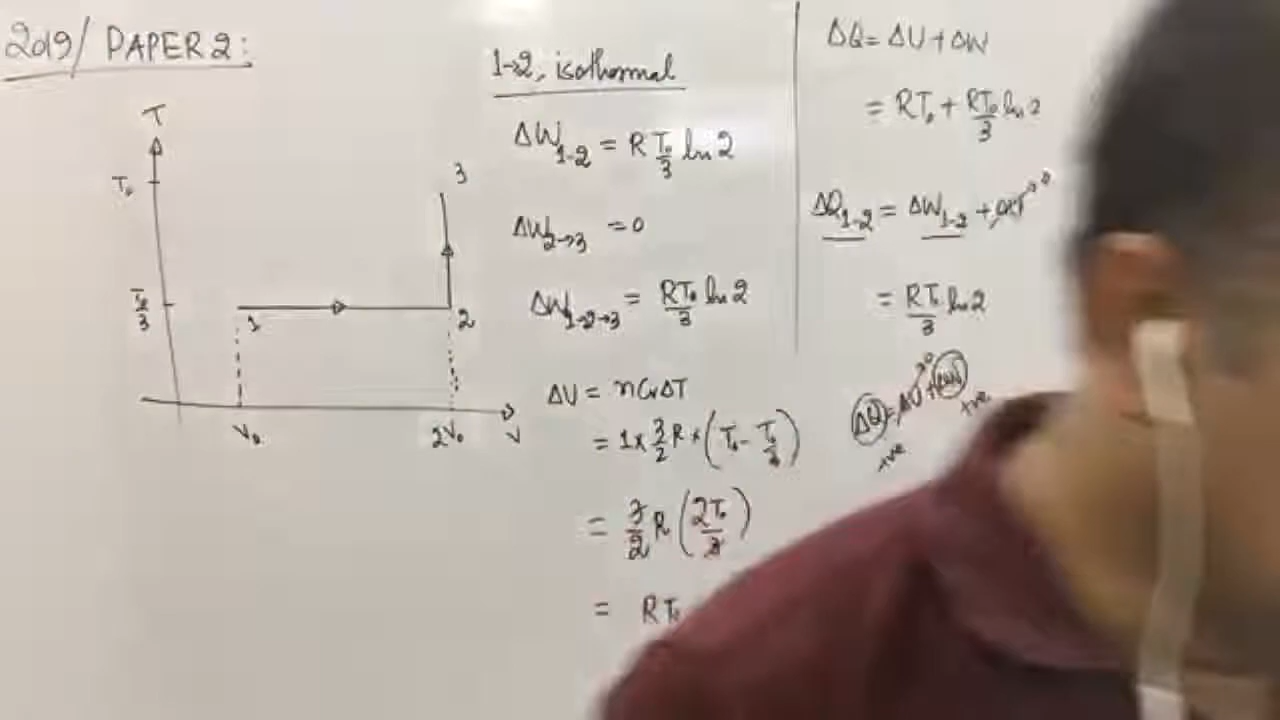 2019/ PAPER 2:
T
T₀
T₀/3
1
2
3
V₀
2V₀
V
1→2, isothermal
ΔW₁₋₂ = R T₀/3 ln 2
ΔW₂→₃ = 0
ΔW₁→₂→₃ = RT₀/3 ln 2
ΔU = nCvΔT
= 1 × 3/2 R × (T₀ - T₀/3)
= 3/2 R (2T₀/3)
= RT₀
ΔQ = ΔU + ΔW
= RT₀ + RT₀/3 ln 2
ΔQ₁₋₂ = ΔW₁₋₂ +
= RT₀/3 ln 2
ΔQ = ΔU +
+ve
+ve